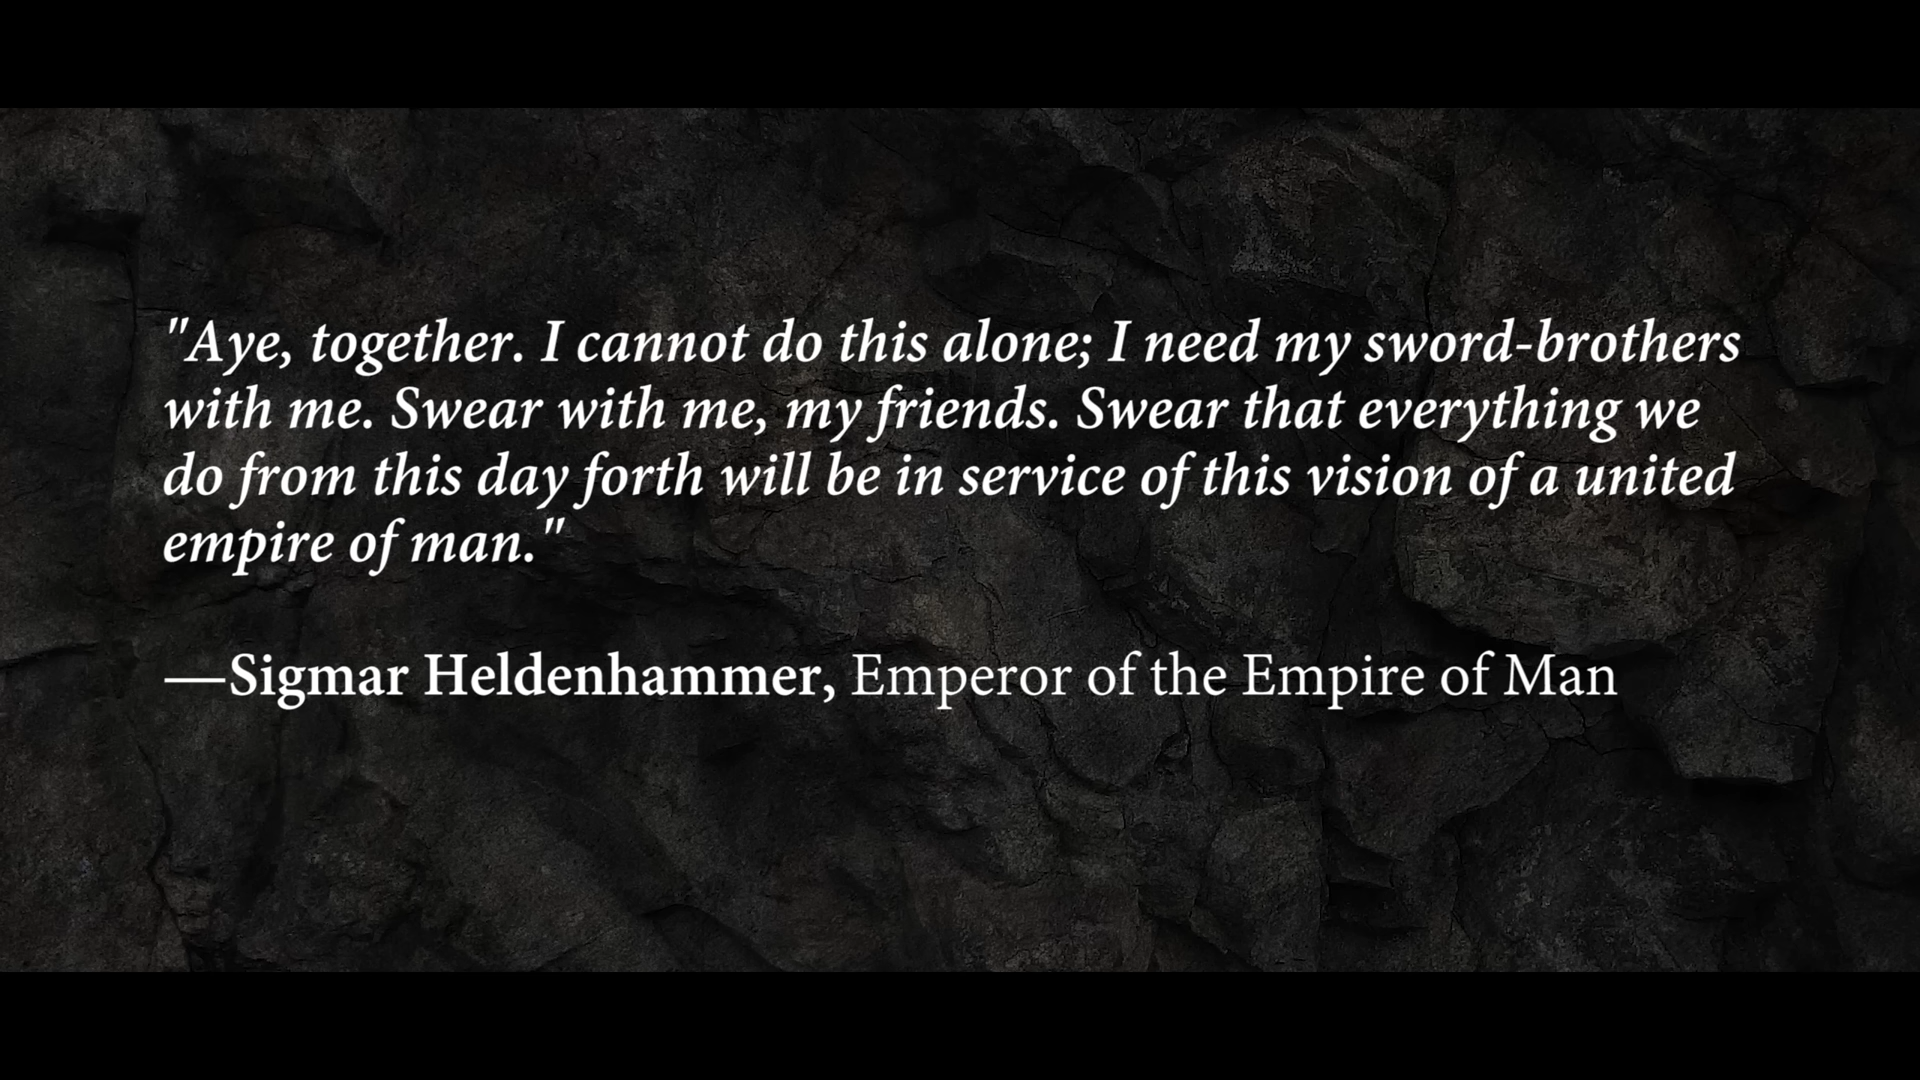 "Aye, together. I cannot do this alone; I need my sword-brothers
with me. Swear with me, my friends. Swear that everything we
do from this day forth will be in service of this vision of a united
empire of man."
—Sigmar Heldenhammer, Emperor of the Empire of Man